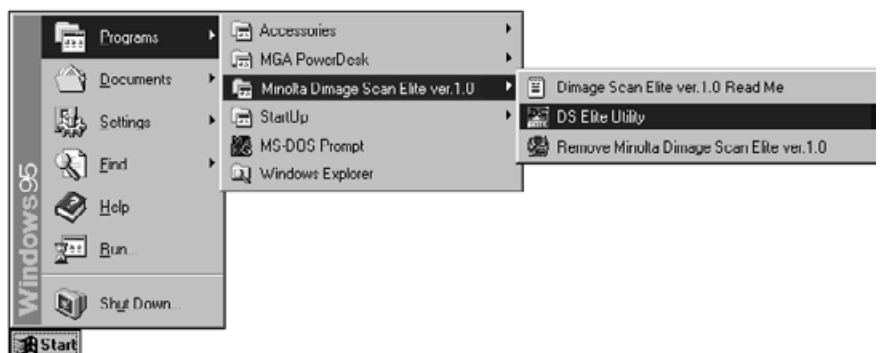 Programs
Documents
Settings
Find
Help
Run...
Shut Down...
Windows95
Start
Accessories
MGA PowerDesk
Minolta Dimage Scan Elite ver.1.0
StartUp
MS-DOS Prompt
Windows Explorer
Dimage Scan Elite ver.1.0 Read Me
DS Elite Utility
Remove Minolta Dimage Scan Elite ver.1.0